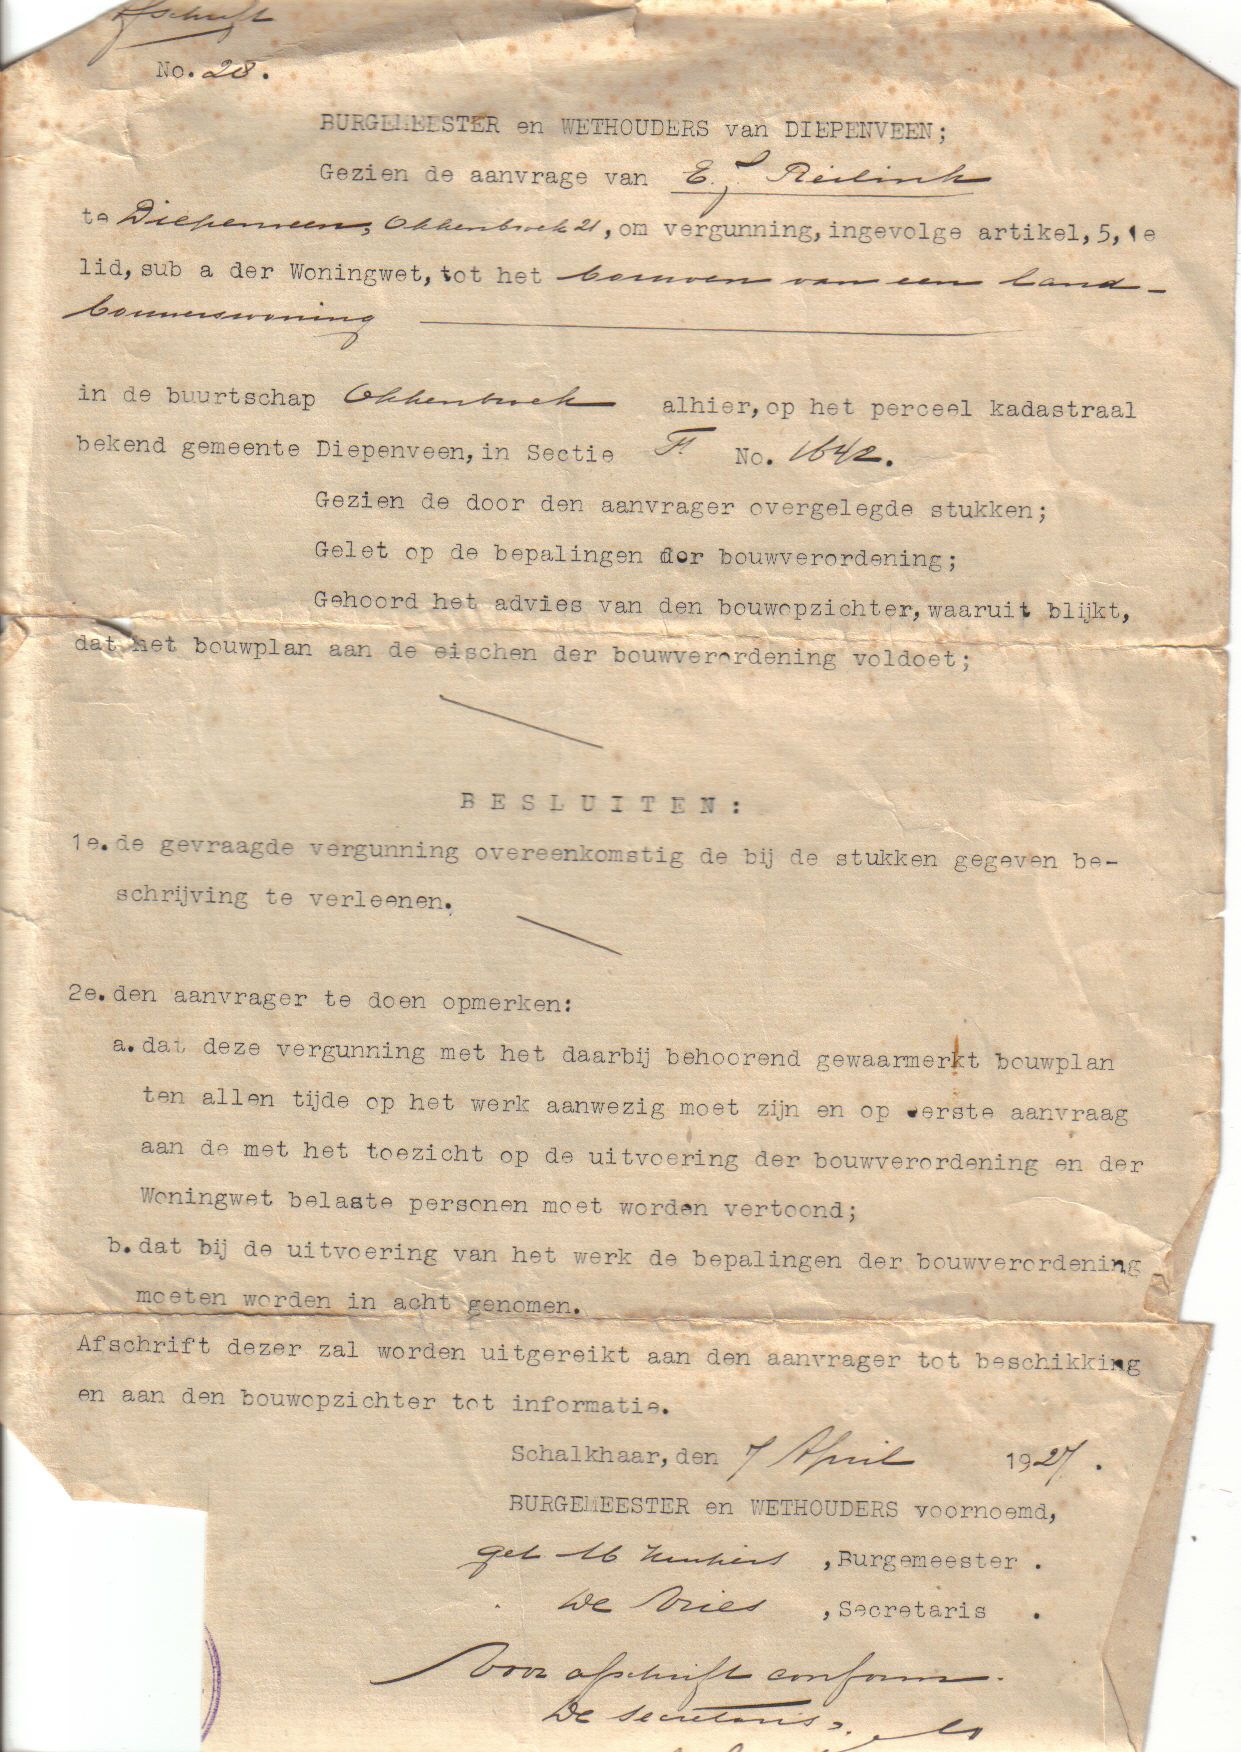 Afschrift
No. 28.
BURGEMEESTER en WETHOUDERS van DIEPENVEEN;
Gezien de aanvrage van E.J. Reilink
te Diepenveen, Okkenbroek 21, om vergunning, ingevolge artikel, 5, 1e
lid, sub a der Woningwet, tot het bouwen van een land-
bouwerswoning
in de buurtschap Okkenbroek alhier, op het perceel kadastraal
bekend gemeente Diepenveen, in Sectie F. No. 1642.
Gezien de door den aanvrager overgelegde stukken;
Gelet op de bepalingen der bouwverordening;
Gehoord het advies van den bouwopzichter, waaruit blijkt,
dat het bouwplan aan de eischen der bouwverordening voldoet;
BESLUITEN:
1e. de gevraagde vergunning overeenkomstig de bij de stukken gegeven be-
schrijving te verleenen.
2e. den aanvrager te doen opmerken:
a. dat deze vergunning met het daarbij behoorend gewaarmerkt bouwplan
ten allen tijde op het werk aanwezig moet zijn en op eerste aanvraag
aan de met het toezicht op de uitvoering der bouwverordening en der
Woningwet belaste personen moet worden vertoond;
b. dat bij de uitvoering van het werk de bepalingen der bouwverordening
moeten worden in acht genomen.
Afschrift dezer zal worden uitgereikt aan den aanvrager tot beschikking
en aan den bouwopzichter tot informatie.
Schalkhaar, den 7 April 1927.
BURGEMEESTER en WETHOUDERS voornoemd,
get , Burgemeester.
De Vries , Secretaris.
Voor afschrift conform.
De secretaris,